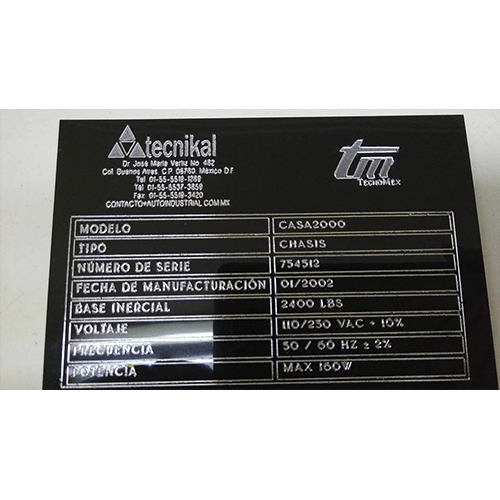 tecnikal
Dr. José María Vertiz No. 482
Col. Buenos Aires. C.P. 06780, México D.F.
Tel 01-55-5519-1289
Tel 01-55-5537-3859
Fax 01-55-5519-3420
CONTACTO@AUTOINDUSTRIAL.COM.MX
tm
TECNOMEX
MODELO CASA2000
TIPO CHASIS
NÚMERO DE SERIE 754512
FECHA DE MANUFACTURACIÓN 01/2002
BASE INERCIAL 2400 LBS
VOLTAJE 110/230 VAC + 10%
FRECUENCIA 50 / 60 HZ ± 2%
POTENCIA MAX 160W